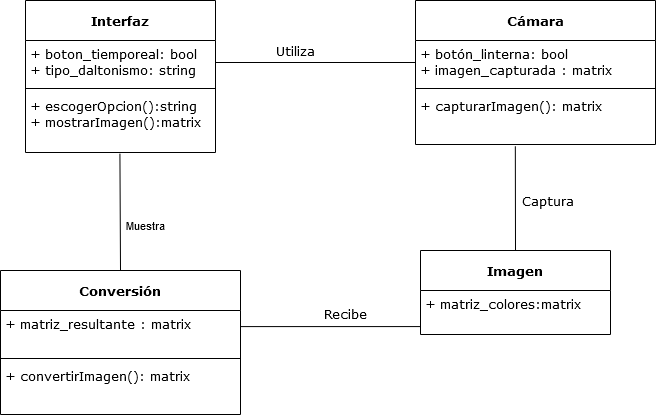 Interfaz
+ boton_tiemporeal: bool
+ tipo_daltonismo: string
+ escogerOpcion():string
+ mostrarImagen():matrix
Utiliza
Cámara
+ botón_linterna: bool
+ imagen_capturada : matrix
+ capturarImagen(): matrix
Muestra
Captura
Conversión
+ matriz_resultante : matrix
+ convertirImagen(): matrix
Recibe
Imagen
+ matriz_colores:matrix